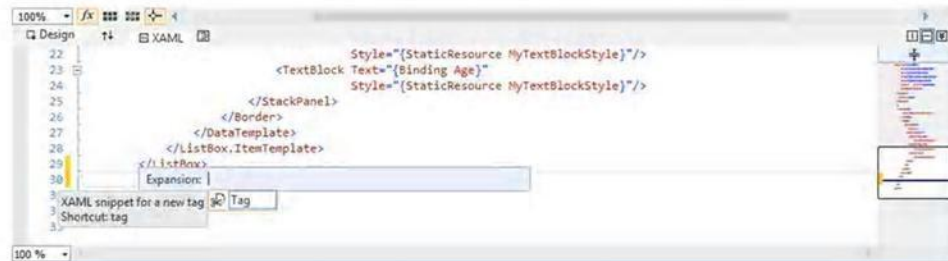 100% fx
Design XAML
22 Style="{StaticResource MyTextBlockStyle}"/>
23 <TextBlock Text="{Binding Age}"
24 Style="{StaticResource MyTextBlockStyle}"/>
25 </StackPanel>
26 </Border>
27 </DataTemplate>
28 </ListBox.ItemTemplate>
29 </ListBox>
30 Expansion:
XAML snippet for a new tag Tag
Shortcut: tag
100 %